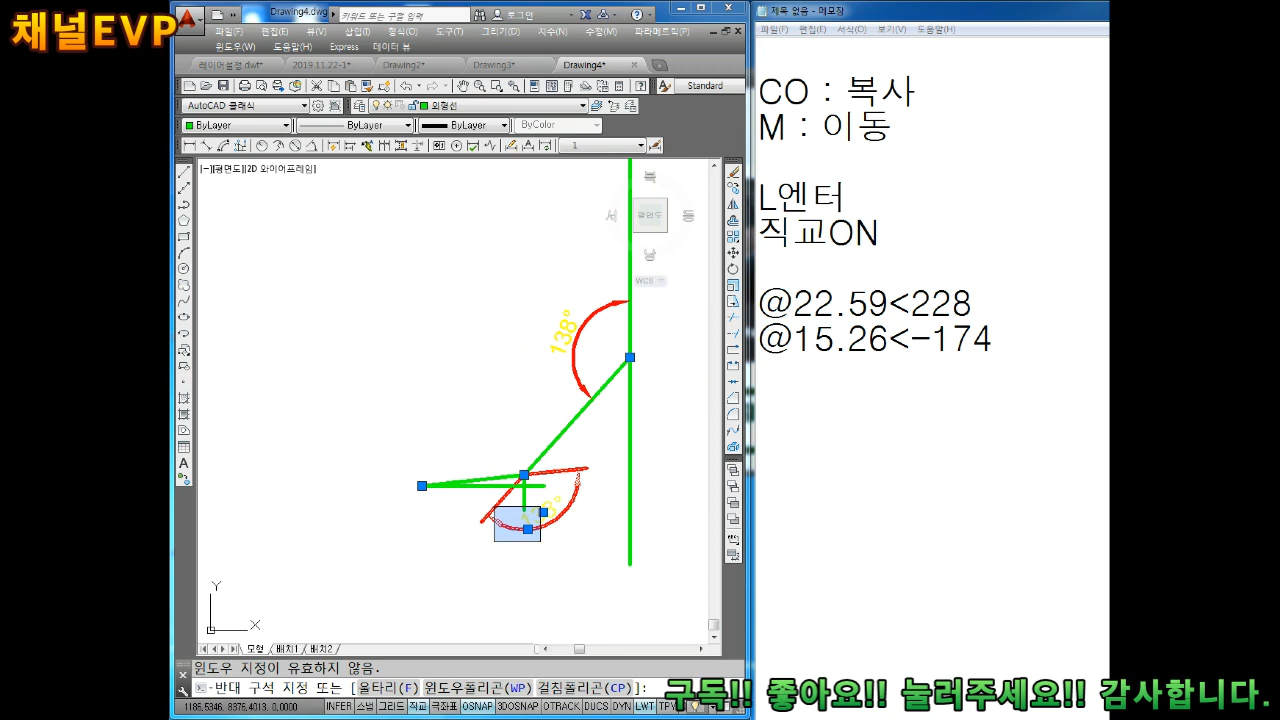 채널EVP
Drawing4.dwg
키워드 또는 구절 입력
로그인
파일(F) 편집(E) 뷰(V) 삽입(I) 형식(O) 도구(T) 그리기(D) 치수(N) 수정(M) 파라메트릭(P)
윈도우(W) 도움말(H) Express 데이터 뷰
레이어설정.dwg* 2019.11.22-1* Drawing2* Drawing3* Drawing4*
Standard
AutoCAD 클래식 외형선
ByLayer ByLayer ByLayer ByColor
1
[-][평면도][2D 와이어프레임]
북
서 평면도 동
남
WCS
138°
Y
X
모형 배치1 배치2
윈도우 지정이 유효하지 않음.
반대 구석 지정 또는 [울타리(F) 윈도우폴리곤(WP) 걸침폴리곤(CP)]:
INFER 스냅 그리드 직교 극좌표 OSNAP DUCS DYN LWT
제목 없음 - 메모장
파일(F) 편집(E) 서식(O) 보기(V) 도움말(H)
CO : 복사
M : 이동
L엔터
직교ON
@22.59<228
@15.26<-174
구독!! 좋아요!! 눌러주세요!! 감사합니다.